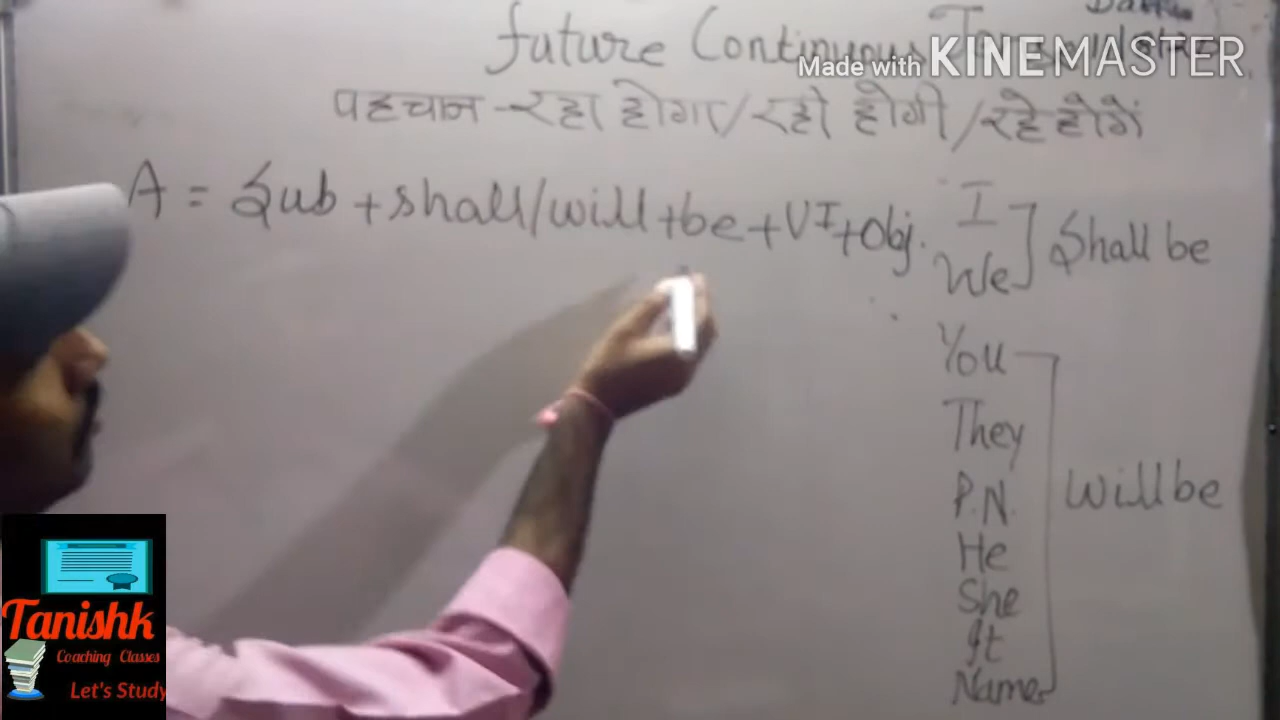 future Continuous
Made with KINEMASTER
पहचान - रहा होगा/रही होगी/रहे होगें
A = Sub + shall/will + be + VI + Obj.
I
We
Shall be
You
They
P.N.
He
She
It
Name
Will be
Tanishk
Coaching Classes
Let's Study